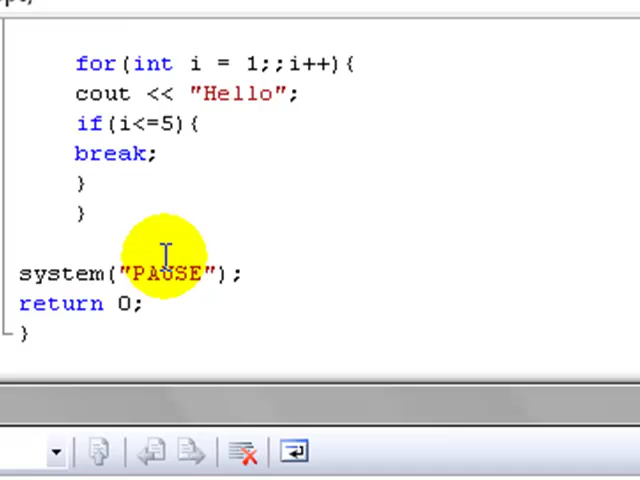 for(int i = 1;;i++){
cout << "Hello";
if(i<=5){
break;
}
}
system("PAUSE");
return 0;
}